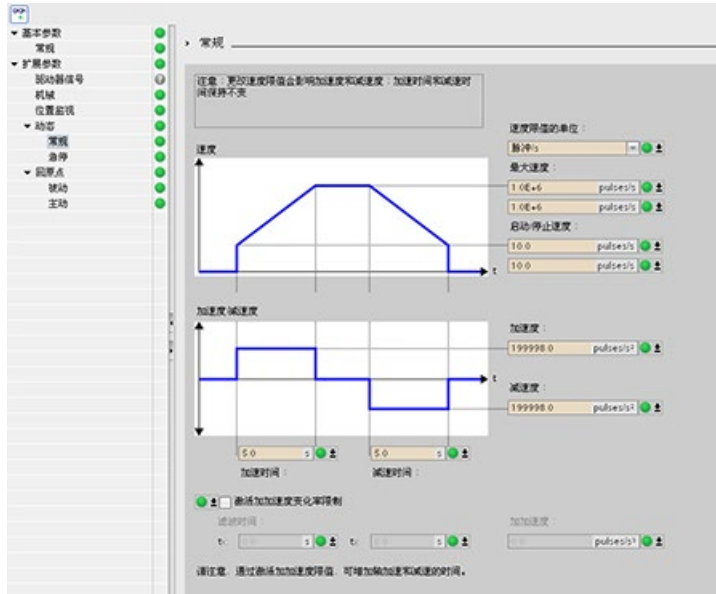 基本参数
常规
扩展参数
驱动器信号
机械
位置监视
动态
常规
急停
回原点
被动
主动
常规
注意：更改速度限值会影响加速度和减速度；加速时间和减速时
间保持不变
速度限值的单位：
脉冲/s
速度
最大速度：
1.0E+6 pulses/s
1.0E+6 pulses/s
启动/停止速度：
10.0 pulses/s
10.0 pulses/s
t
加速度/减速度
加速度：
199998.0 pulses/s²
t
减速度：
199998.0 pulses/s²
5.0 s 5.0 s
加速时间： 减速时间：
激活加加速度变化率限制
滤波时间： 加加速度：
t: 0.0 s t: s 0.0 pulses/s³
请注意，通过激活加加速度限值，可增加轴加速和减速的时间。